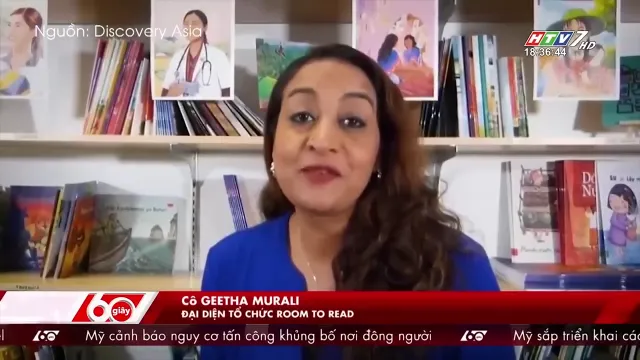 Nguồn: Discovery Asia
HTV7 HD
18:36:44
60 giây
Cô GEETHA MURALI
ĐẠI DIỆN TỔ CHỨC ROOM TO READ
Mỹ cảnh báo nguy cơ tấn công khủng bố nơi đông người
Mỹ sắp triển khai các